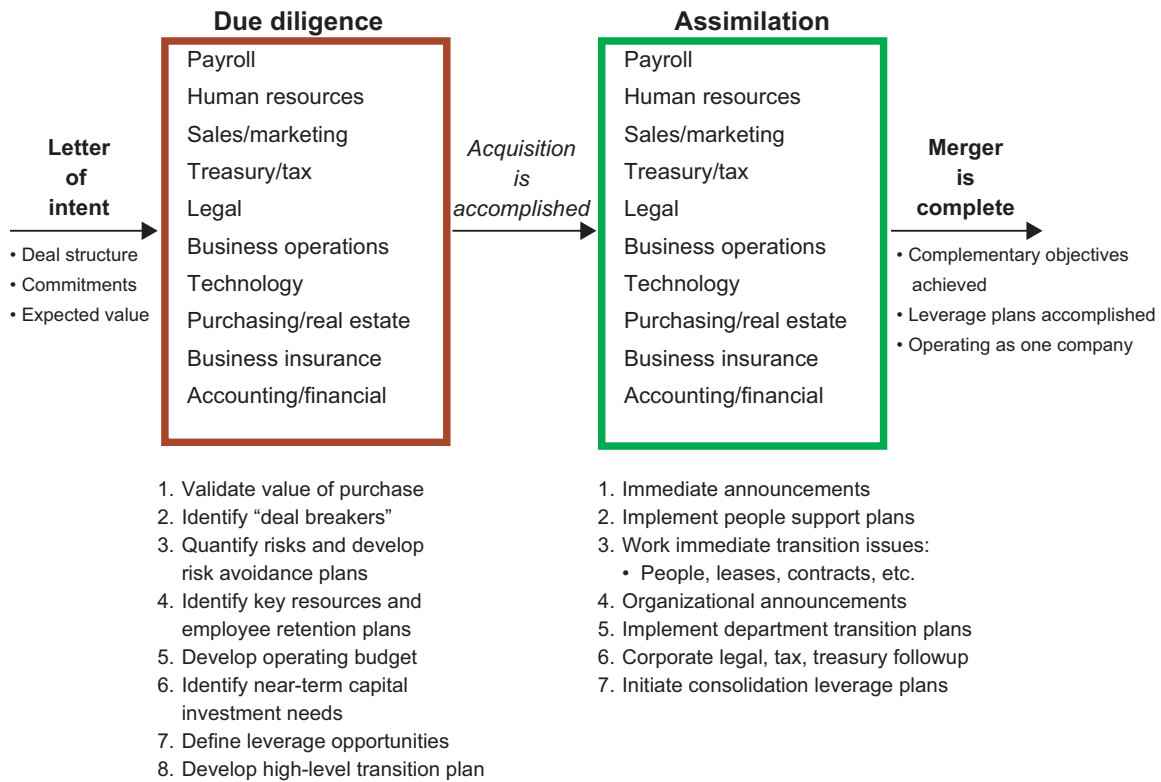 Due diligence
Payroll
Human resources
Sales/marketing
Treasury/tax
Legal
Business operations
Technology
Purchasing/real estate
Business insurance
Accounting/financial
Assimilation
Payroll
Human resources
Sales/marketing
Treasury/tax
Legal
Business operations
Technology
Purchasing/real estate
Business insurance
Accounting/financial
Letter
of
intent
• Deal structure
• Commitments
• Expected value
Acquisition
is
accomplished
Merger
is
complete
• Complementary objectives
achieved
• Leverage plans accomplished
• Operating as one company
1. Validate value of purchase
2. Identify “deal breakers”
3. Quantify risks and develop
risk avoidance plans
4. Identify key resources and
employee retention plans
5. Develop operating budget
6. Identify near-term capital
investment needs
7. Define leverage opportunities
8. Develop high-level transition plan
1. Immediate announcements
2. Implement people support plans
3. Work immediate transition issues:
• People, leases, contracts, etc.
4. Organizational announcements
5. Implement department transition plans
6. Corporate legal, tax, treasury followup
7. Initiate consolidation leverage plans